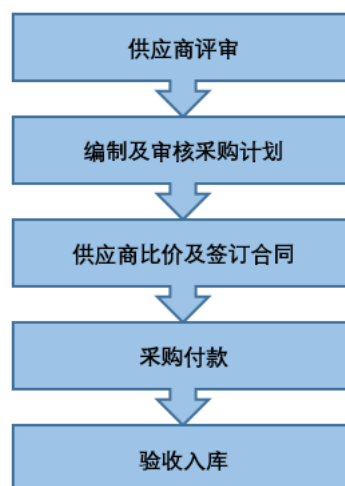 供应商评审
编制及审核采购计划
供应商比价及签订合同
采购付款
验收入库